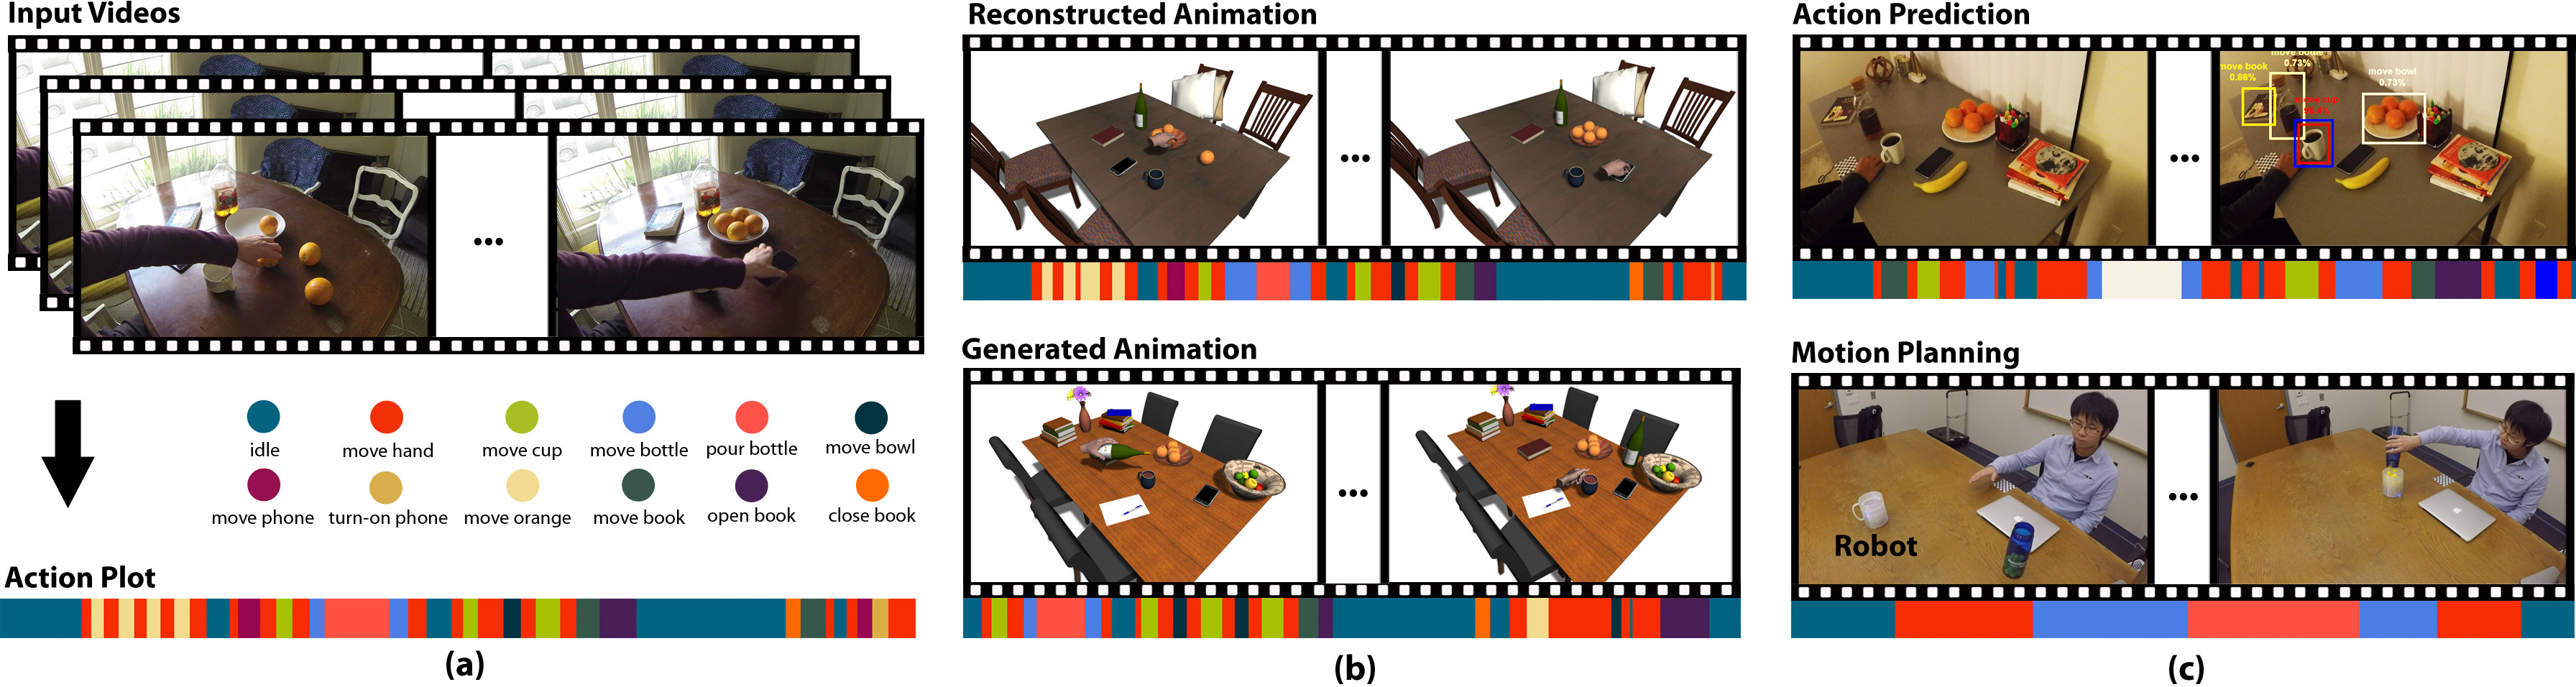 Input Videos
...
idle
move hand
move cup
move bottle
pour bottle
move bowl
move phone
turn-on phone
move orange
move book
open book
close book
Action Plot
(a)
Reconstructed Animation
...
Generated Animation
...
(b)
Action Prediction
...
move bottle
0.73%
move book
0.86%
move cup
move bowl
0.73%
Motion Planning
...
Robot
(c)